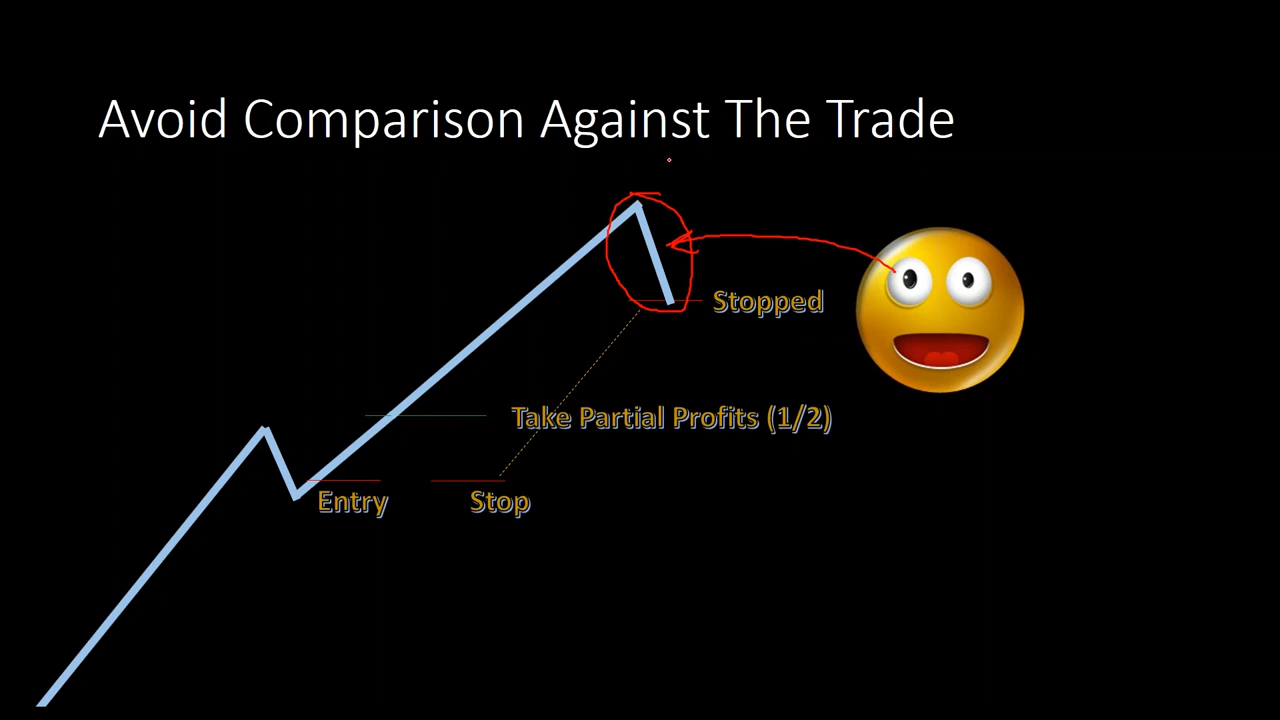 Avoid Comparison Against The Trade
Stopped
Take Partial Profits (1/2)
Entry
Stop